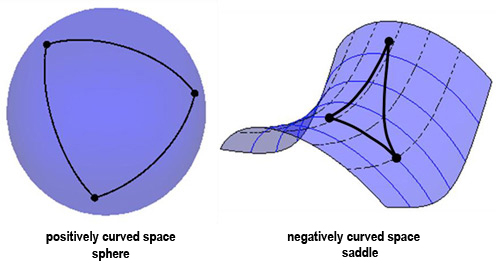 positively curved space
sphere
negatively curved space
saddle